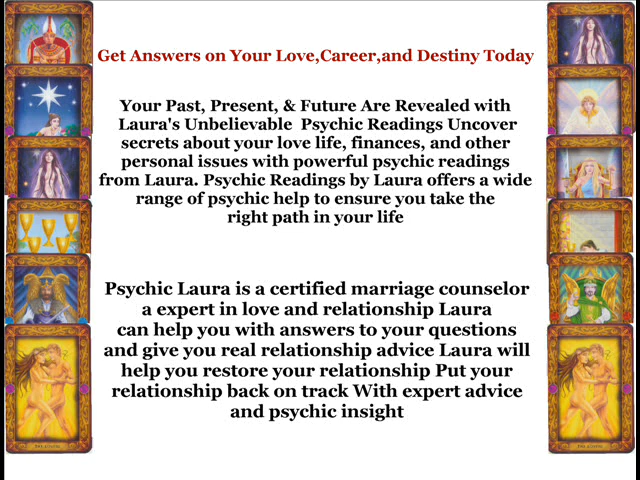 Get Answers on Your Love,Career,and Destiny Today
Your Past, Present, & Future Are Revealed with
Laura's Unbelievable  Psychic Readings Uncover
secrets about your love life, finances, and other
personal issues with powerful psychic readings
from Laura. Psychic Readings by Laura offers a wide
range of psychic help to ensure you take the
right path in your life
Psychic Laura is a certified marriage counselor
a expert in love and relationship Laura
can help you with answers to your questions
and give you real relationship advice Laura will
help you restore your relationship Put your
relationship back on track With expert advice
and psychic insight